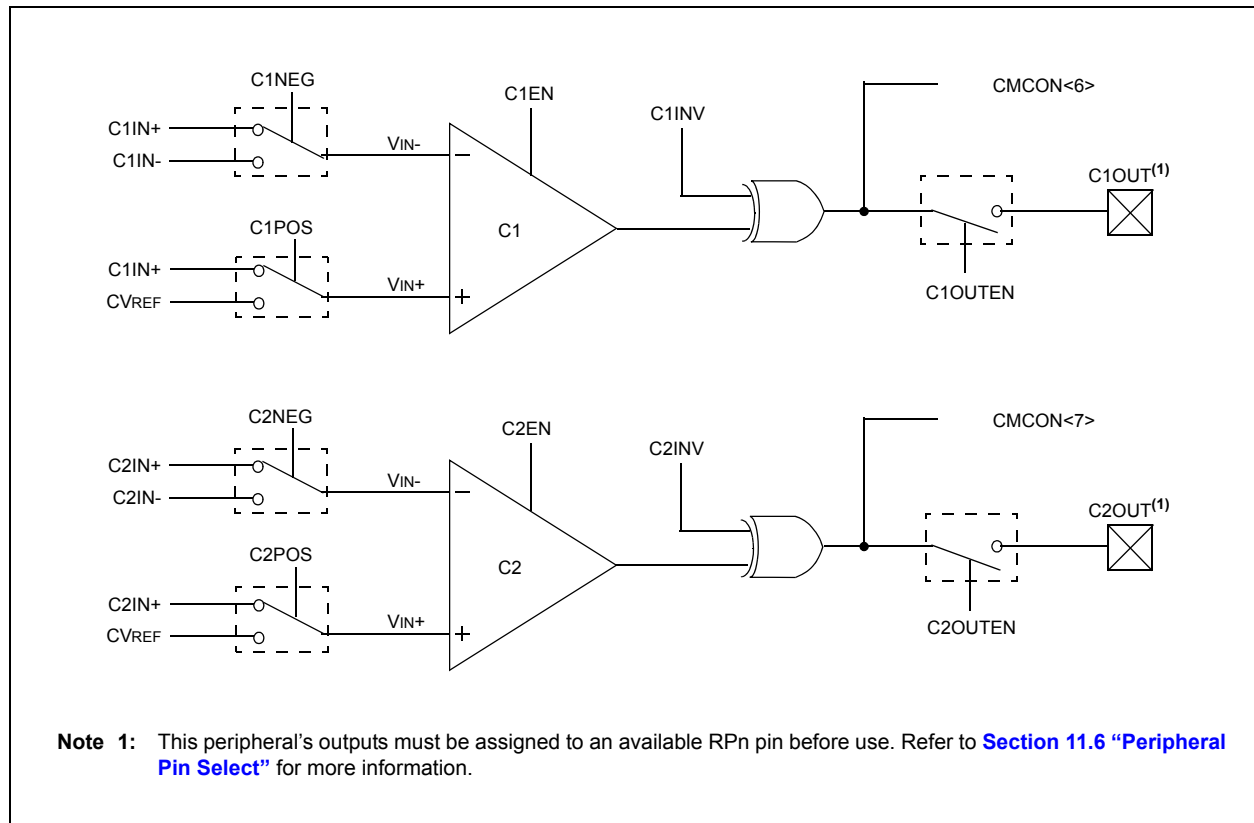 C1NEG
C1EN
CMCON<6>
C1INV
C1IN+
C1IN-
VIN-
–
C1OUT(1)
C1
C1POS
C1IN+
CVREF
VIN+
+
C1OUTEN
C2NEG
C2EN
CMCON<7>
C2INV
C2IN+
C2IN-
VIN-
–
C2OUT(1)
C2
C2POS
C2IN+
CVREF
VIN+
+
C2OUTEN
Note 1: This peripheral’s outputs must be assigned to an available RPn pin before use. Refer to Section 11.6 “Peripheral
Pin Select” for more information.